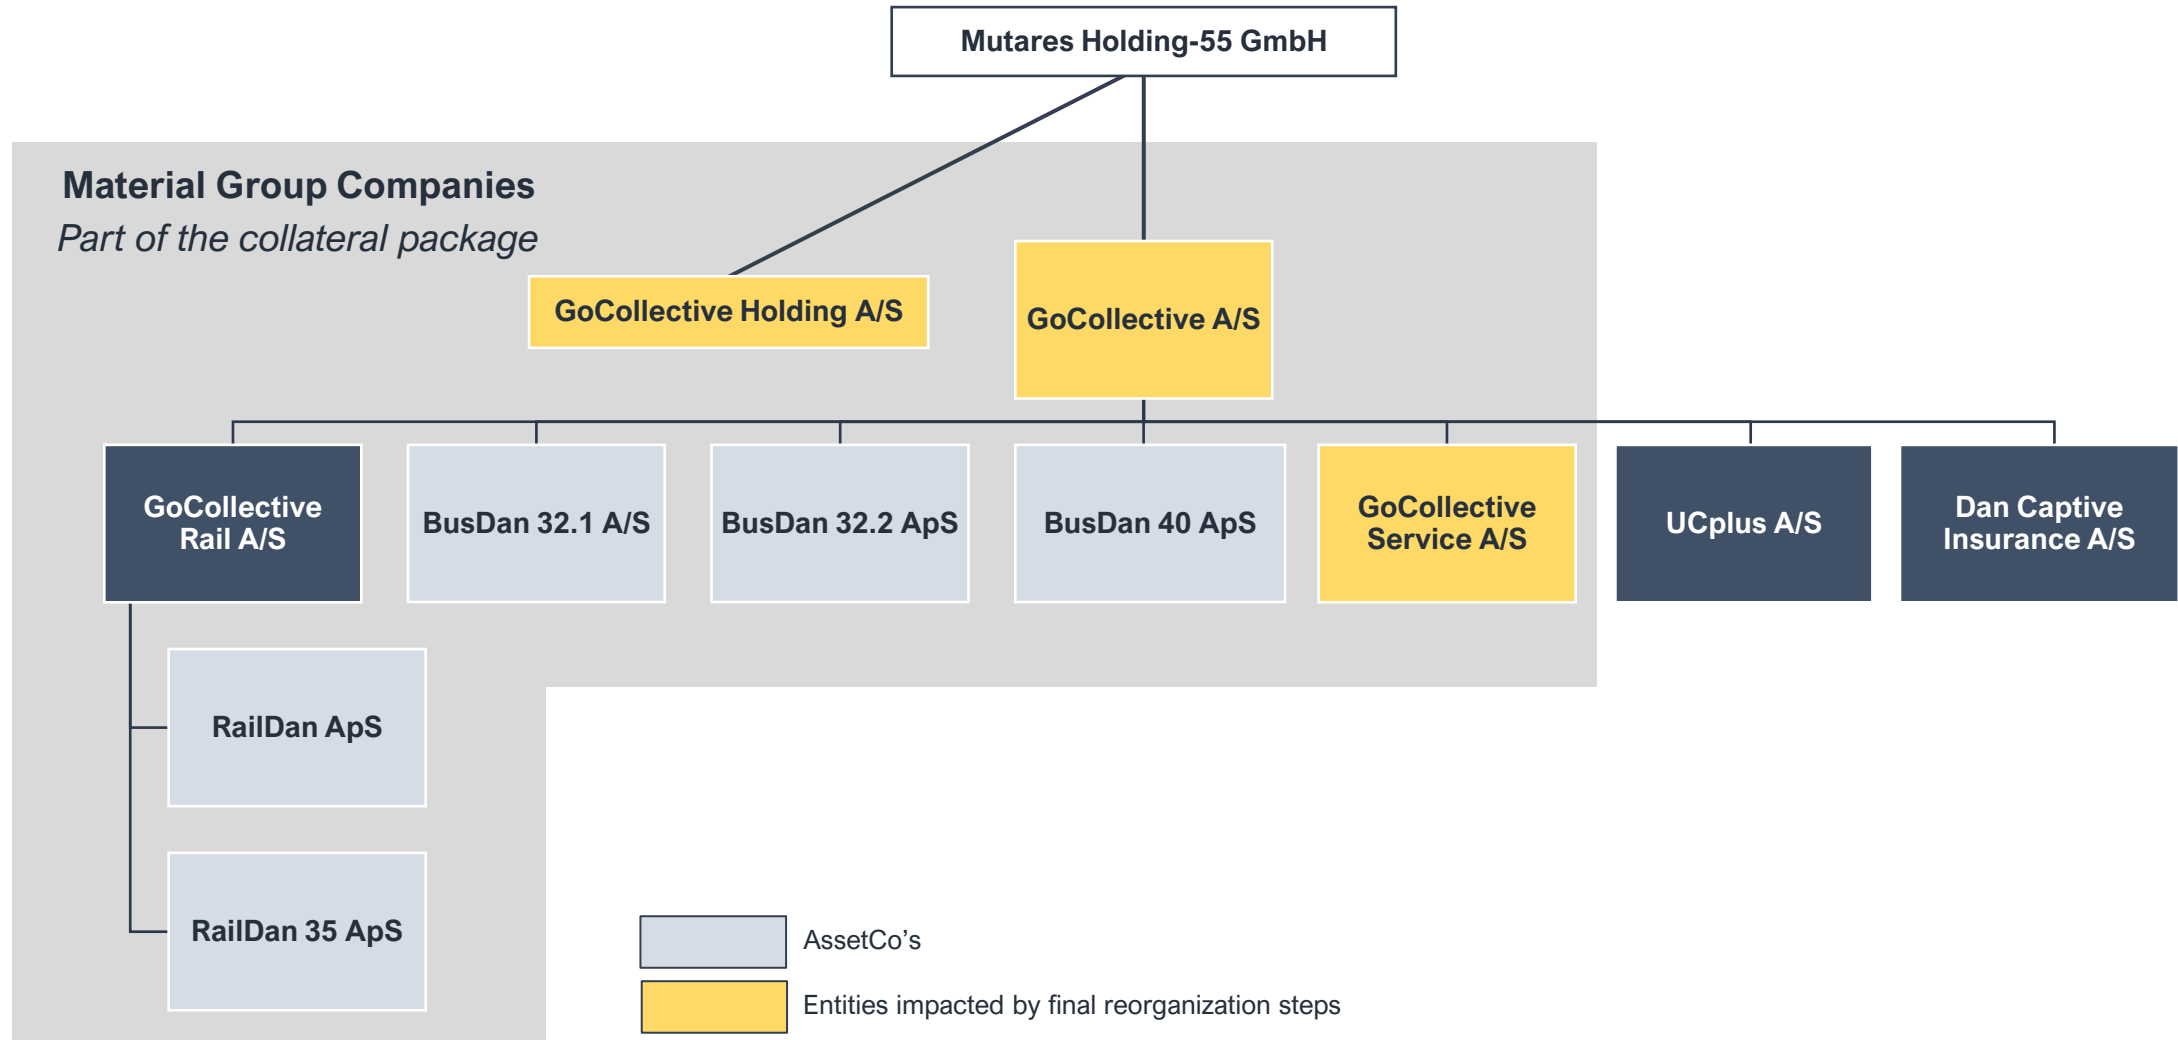 Mutares Holding-55 GmbH
Material Group Companies
Part of the collateral package
GoCollective Holding A/S
GoCollective A/S
GoCollective
Rail A/S
BusDan 32.1 A/S
BusDan 32.2 ApS
BusDan 40 ApS
GoCollective
Service A/S
UCplus A/S
Dan Captive
Insurance A/S
RailDan ApS
RailDan 35 ApS
AssetCo’s
Entities impacted by final reorganization steps